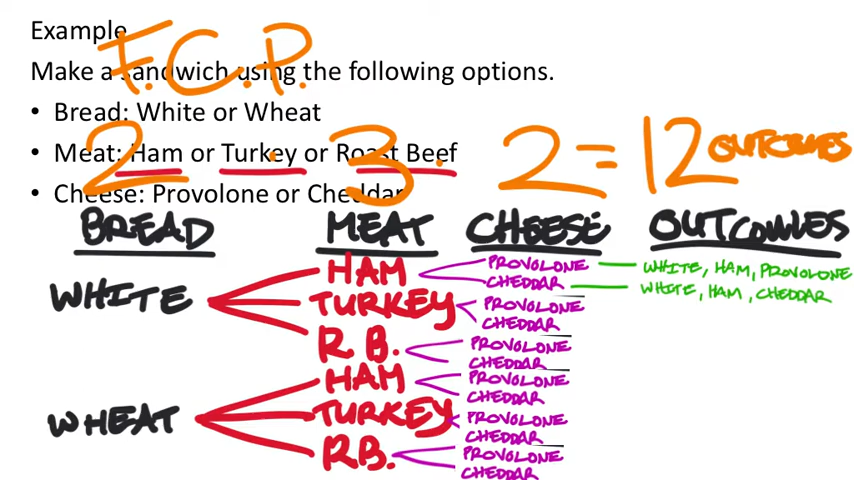 Example
F.C.P.
Make a sandwich using the following options.
• Bread: White or Wheat
• Meat: Ham or Turkey or Roast Beef
• Cheese: Provolone or Cheddar
2 . 3 . 2 = 12 OUTCOMES
BREAD MEAT CHEESE OUTCOMES
WHITE HAM PROVOLONE WHITE, HAM, PROVOLONE
CHEDDAR WHITE, HAM, CHEDDAR
TURKEY PROVOLONE
CHEDDAR
R.B. PROVOLONE
CHEDDAR
WHEAT HAM PROVOLONE
CHEDDAR
TURKEY PROVOLONE
CHEDDAR
R.B. PROVOLONE
CHEDDAR